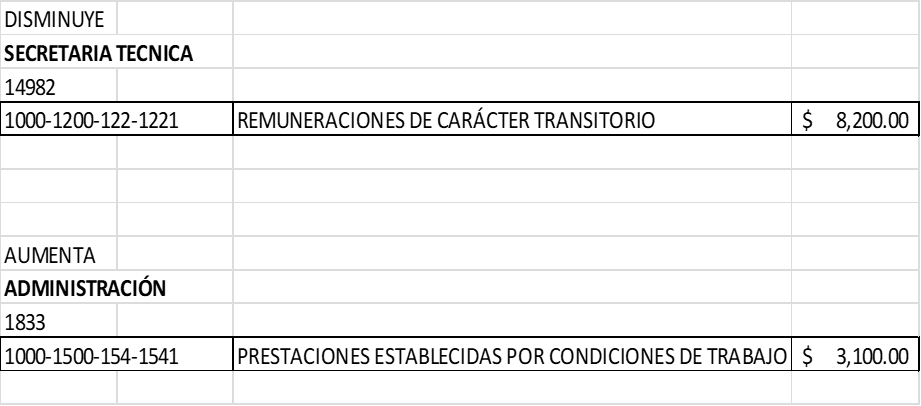 DISMINUYE
SECRETARIA TECNICA
14982
1000-1200-122-1221 REMUNERACIONES DE CARÁCTER TRANSITORIO $ 8,200.00
AUMENTA
ADMINISTRACIÓN
1833
1000-1500-154-1541 PRESTACIONES ESTABLECIDAS POR CONDICIONES DE TRABAJO $ 3,100.00